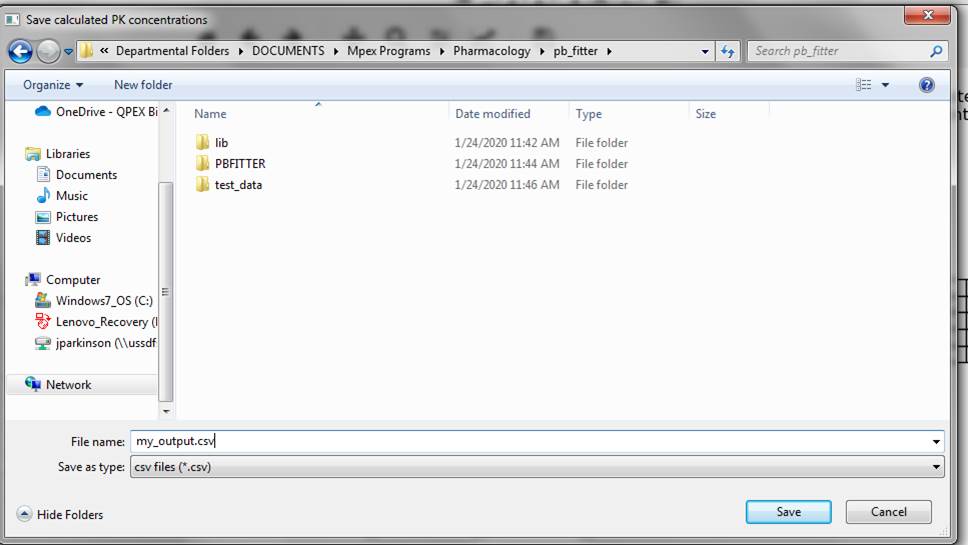 Save calculated PK concentrations
« Departmental Folders ▸ DOCUMENTS ▸ Mpex Programs ▸ Pharmacology ▸ pb_fitter ▸
Search pb_fitter
Organize
New folder
OneDrive - QPEX Bi
Libraries
Documents
Music
Pictures
Videos
Computer
Windows7_OS (C:)
Lenovo_Recovery (
jparkinson (\\ussdf
Network
Name Date modified Type Size
lib 1/24/2020 11:42 AM File folder
PBFITTER 1/24/2020 11:44 AM File folder
test_data 1/24/2020 11:46 AM File folder
File name: my_output.csv
Save as type: csv files (*.csv)
Hide Folders
Save
Cancel